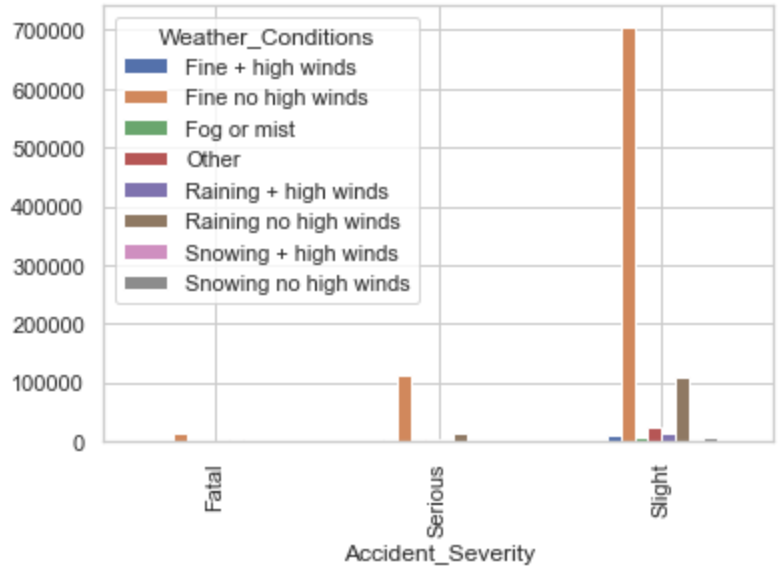 700000
600000
500000
400000
300000
200000
100000
0
Weather_Conditions
Fine + high winds
Fine no high winds
Fog or mist
Other
Raining + high winds
Raining no high winds
Snowing + high winds
Snowing no high winds
Fatal
Serious
Slight
Accident_Severity